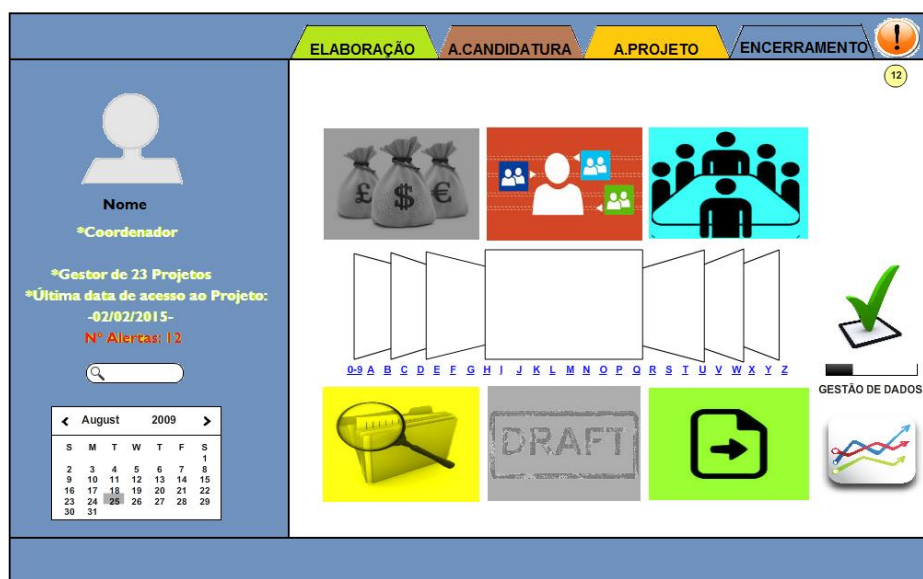 ELABORAÇÃO
A.CANDIDATURA
A.PROJETO
ENCERRAMENTO
!
12
Nome
*Coordenador
*Gestor de 23 Projetos
*Última data de acesso ao Projeto:
-02/02/2015-
Nº Alertas: 12
August 2009
S M T W T F S
1
2 3 4 5 6 7 8
9 10 11 12 13 14 15
16 17 18 19 20 21 22
23 24 25 26 27 28 29
30 31
£ $ €
0-9 A B C D E F G H I J K L M N O P Q R S T U V W X Y Z
DRAFT
GESTÃO DE DADOS